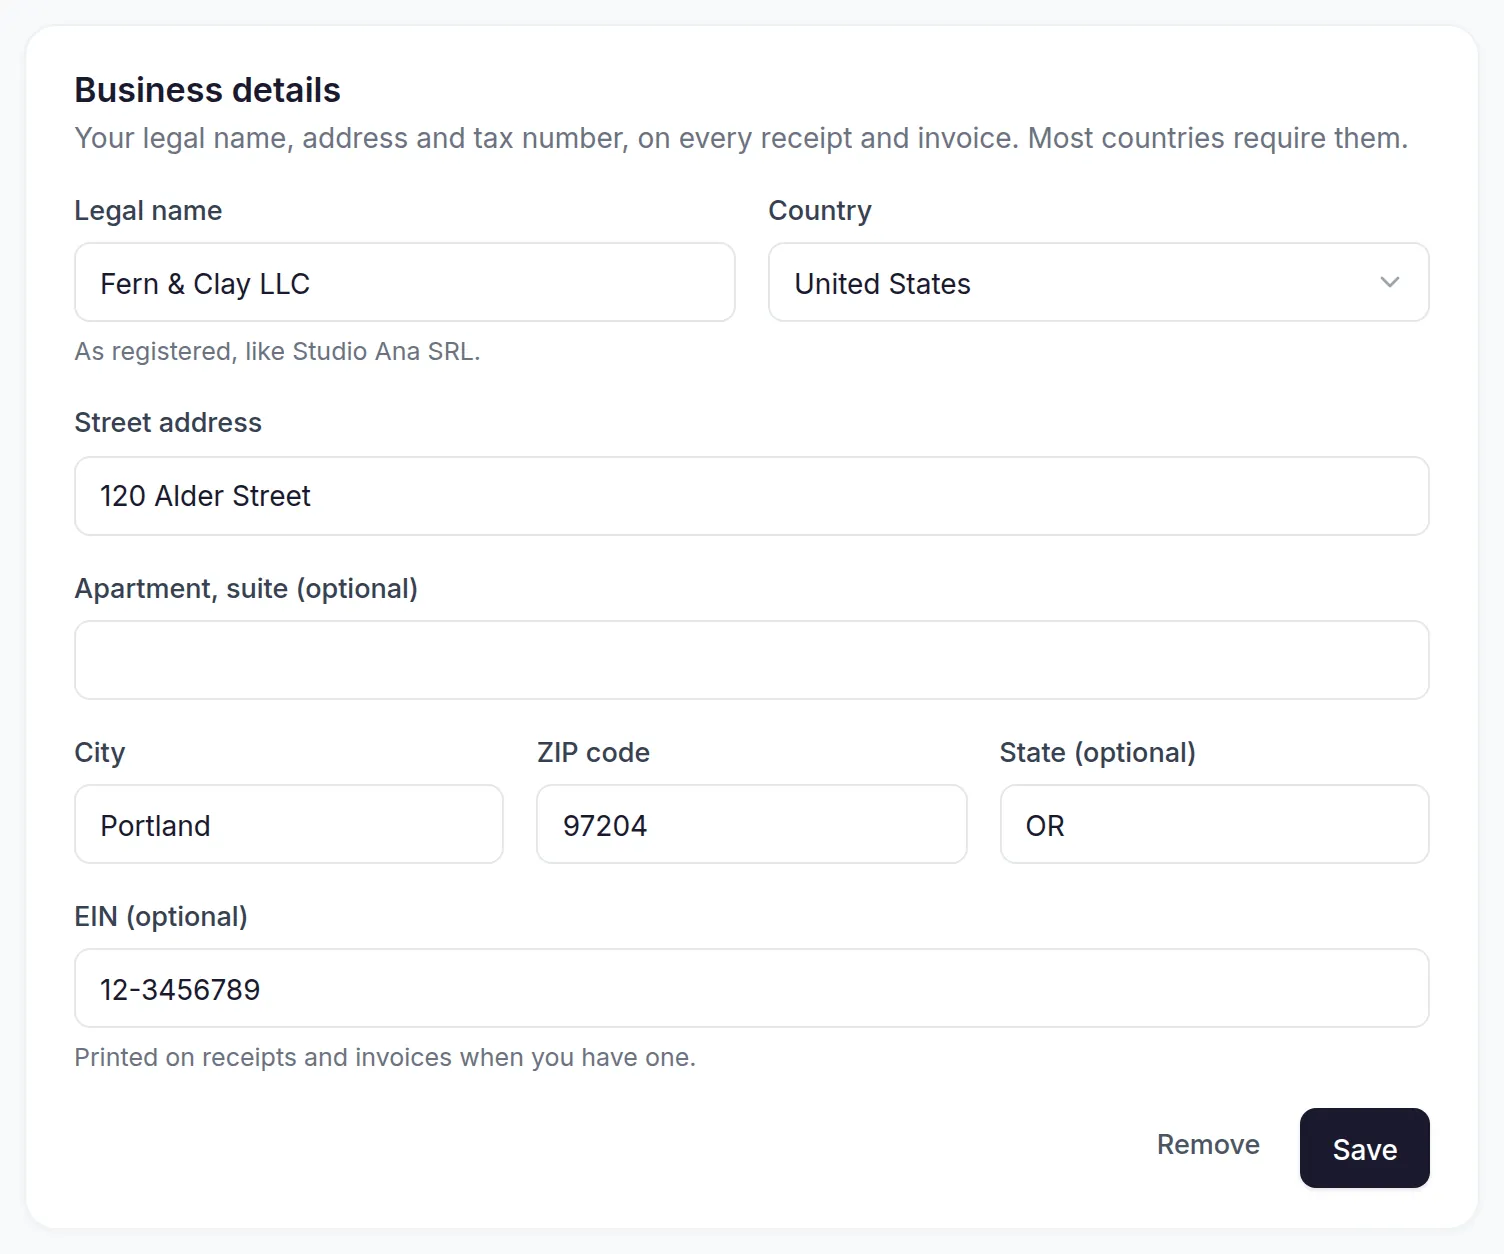 Business details
Your legal name, address and tax number, on every receipt and invoice. Most countries require them.
Legal name
Country
Fern & Clay LLC
United States
As registered, like Studio Ana SRL.
Street address
120 Alder Street
Apartment, suite (optional)
City
ZIP code
State (optional)
Portland
97204
OR
EIN (optional)
12-3456789
Printed on receipts and invoices when you have one.
Remove
Save